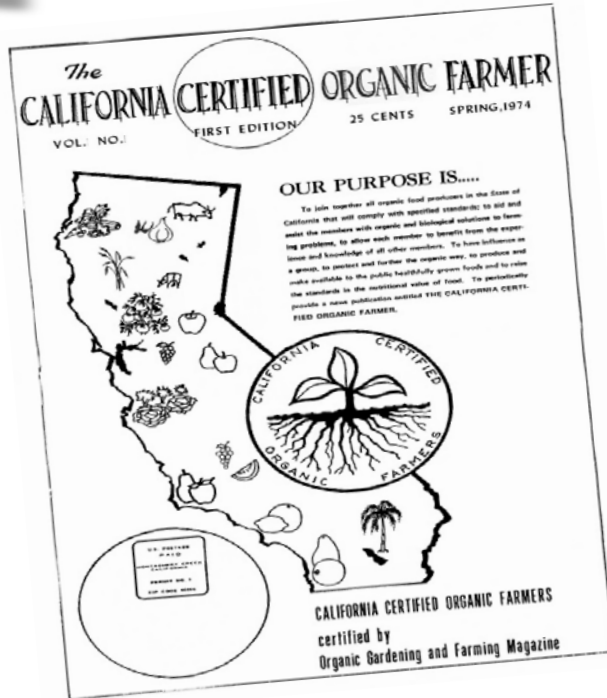 The
CALIFORNIA CERTIFIED ORGANIC FARMER
VOL. NO.
FIRST EDITION
25 CENTS
SPRING, 1974
OUR PURPOSE IS.....
To join together all organic food producers in the State of
California that will comply with specified standards; to aid and
assist the members with organic and biological solutions to farm-
ing problems, to allow each member to benefit from the exper-
ience and knowledge of all other members. To have influence as
a group, to protect and further the organic way, to produce and
make available to the public healthfully grown foods and to raise
the standards in the nutritional value of food. To periodically
provide a news publication entitled THE CALIFORNIA CERTI-
FIED ORGANIC FARMER.
CALIFORNIA CERTIFIED
ORGANIC FARMERS
U.S. POSTAGE
PAID
CALIFORNIA
CALIFORNIA CERTIFIED ORGANIC FARMERS
certified by
Organic Gardening and Farming Magazine